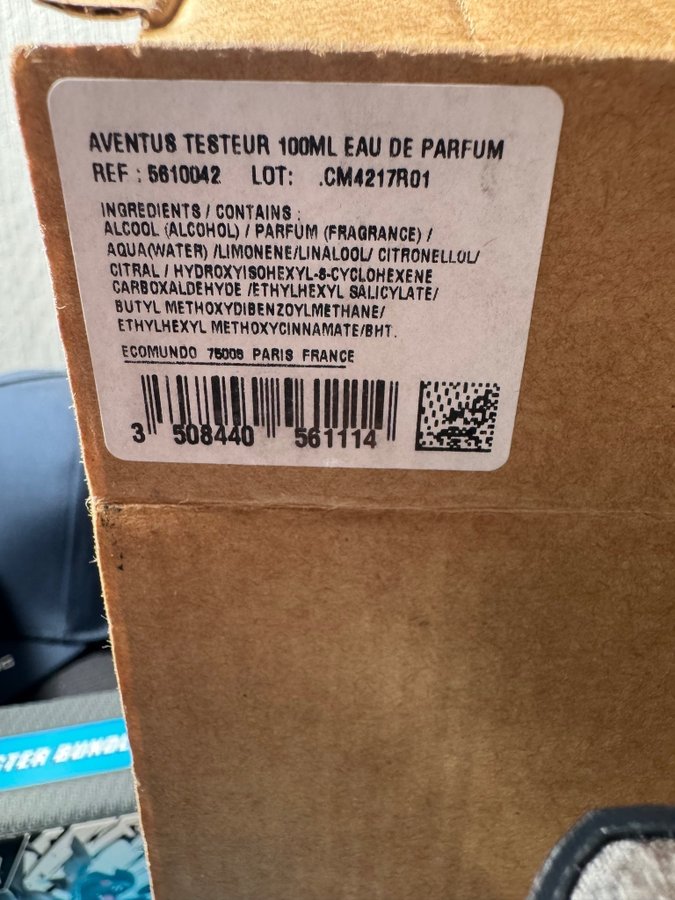 AVENTUS TESTEUR 100ML EAU DE PARFUM
REF : 5610042 LOT: .CM4217R01
INGREDIENTS / CONTAINS :
ALCOOL (ALCOHOL) / PARFUM (FRAGRANCE) /
AQUA(WATER) /LIMONENE/LINALOOL/ CITRONELLOL/
CITRAL / HYDROXYISOHEXYL-3-CYCLOHEXENE
CARBOXALDEHYDE /ETHYLHEXYL SALICYLATE/
BUTYL METHOXYDIBENZOYLMETHANE/
ETHYLHEXYL METHOXYCINNAMATE/BHT.
ECOMUNDO 75008 PARIS FRANCE
3 508440 561114